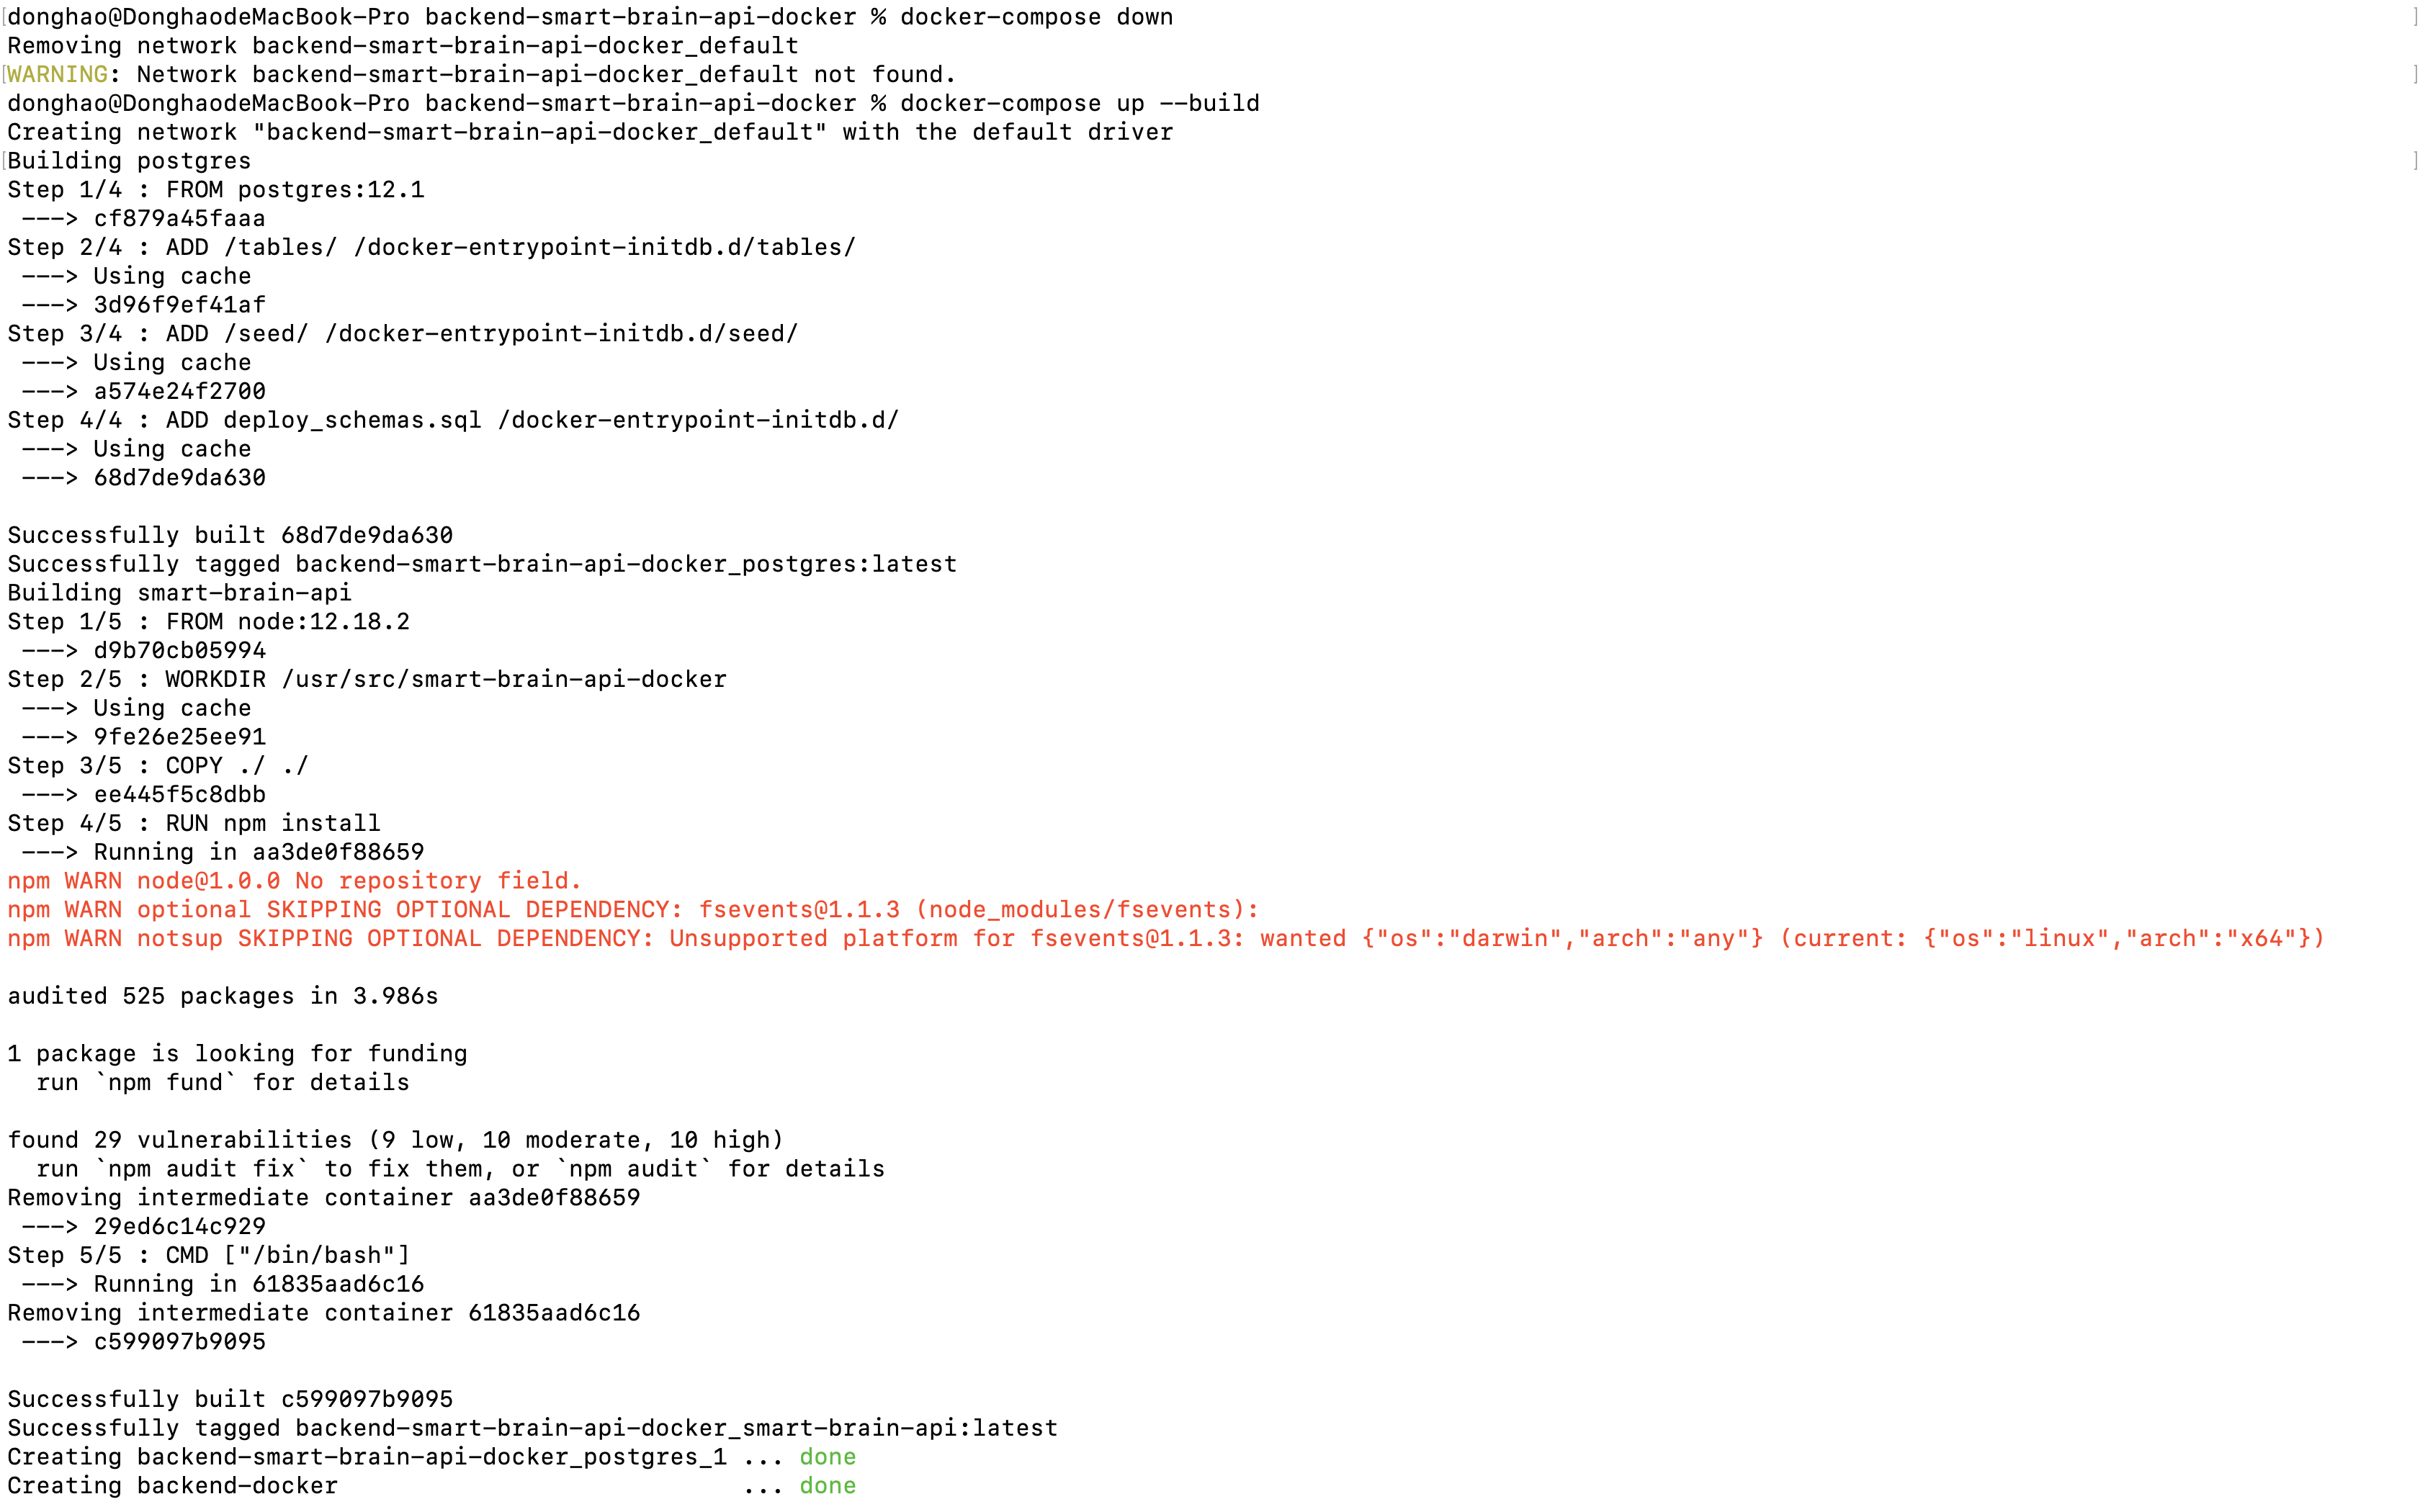 [donghao@DonghaodeMacBook-Pro backend-smart-brain-api-docker % docker-compose down ]
Removing network backend-smart-brain-api-docker_default
[WARNING: Network backend-smart-brain-api-docker_default not found. ]
donghao@DonghaodeMacBook-Pro backend-smart-brain-api-docker % docker-compose up --build
Creating network "backend-smart-brain-api-docker_default" with the default driver
[Building postgres ]
Step 1/4 : FROM postgres:12.1
 ---> cf879a45faaa
Step 2/4 : ADD /tables/ /docker-entrypoint-initdb.d/tables/
 ---> Using cache
 ---> 3d96f9ef41af
Step 3/4 : ADD /seed/ /docker-entrypoint-initdb.d/seed/
 ---> Using cache
 ---> a574e24f2700
Step 4/4 : ADD deploy_schemas.sql /docker-entrypoint-initdb.d/
 ---> Using cache
 ---> 68d7de9da630
Successfully built 68d7de9da630
Successfully tagged backend-smart-brain-api-docker_postgres:latest
Building smart-brain-api
Step 1/5 : FROM node:12.18.2
 ---> d9b70cb05994
Step 2/5 : WORKDIR /usr/src/smart-brain-api-docker
 ---> Using cache
 ---> 9fe26e25ee91
Step 3/5 : COPY ./ ./
 ---> ee445f5c8dbb
Step 4/5 : RUN npm install
 ---> Running in aa3de0f88659
npm WARN node@1.0.0 No repository field.
npm WARN optional SKIPPING OPTIONAL DEPENDENCY: fsevents@1.1.3 (node_modules/fsevents):
npm WARN notsup SKIPPING OPTIONAL DEPENDENCY: Unsupported platform for fsevents@1.1.3: wanted {"os":"darwin","arch":"any"} (current: {"os":"linux","arch":"x64"})
audited 525 packages in 3.986s
1 package is looking for funding
  run `npm fund` for details
found 29 vulnerabilities (9 low, 10 moderate, 10 high)
  run `npm audit fix` to fix them, or `npm audit` for details
Removing intermediate container aa3de0f88659
 ---> 29ed6c14c929
Step 5/5 : CMD ["/bin/bash"]
 ---> Running in 61835aad6c16
Removing intermediate container 61835aad6c16
 ---> c599097b9095
Successfully built c599097b9095
Successfully tagged backend-smart-brain-api-docker_smart-brain-api:latest
Creating backend-smart-brain-api-docker_postgres_1 ... done
Creating backend-docker                            ... done